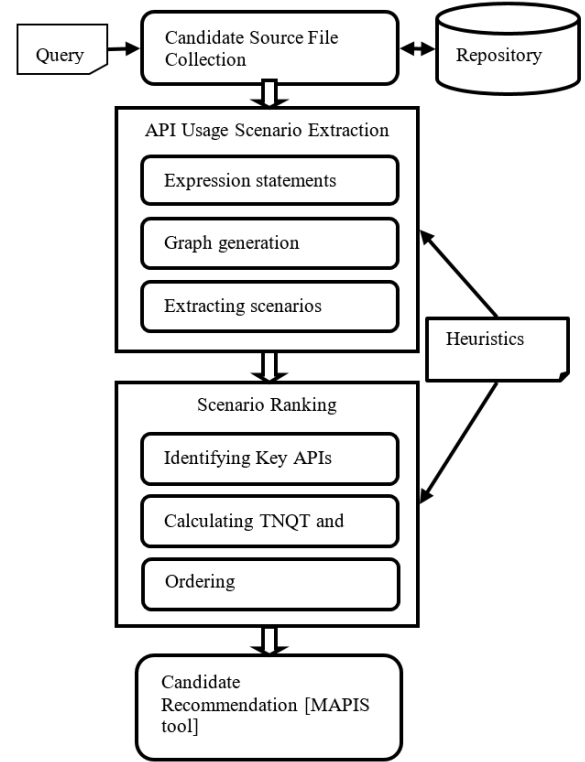 Query
Candidate Source File
Collection
Repository
API Usage Scenario Extraction
Expression statements
Graph generation
Extracting scenarios
Heuristics
Scenario Ranking
Identifying Key APIs
Calculating TNQT and
Ordering
Candidate
Recommendation [MAPIS
tool]